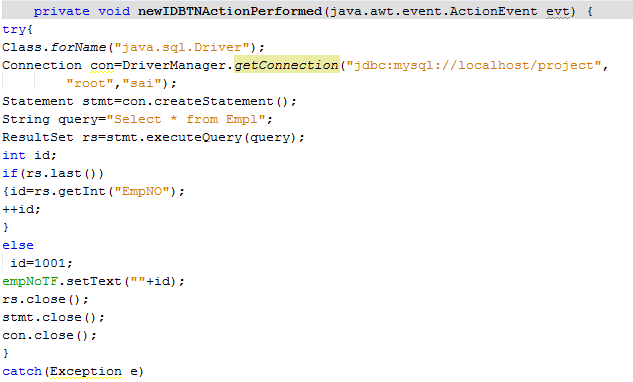 private void newIDBTNActionPerformed(java.awt.event.ActionEvent evt) {
try{
Class.forName("java.sql.Driver");
Connection con=DriverManager.getConnection("jdbc:mysql://localhost/project",
"root","sai");
Statement stmt=con.createStatement();
String query="Select * from Empl";
ResultSet rs=stmt.executeQuery(query);
int id;
if(rs.last())
{id=rs.getInt("EmpNO");
++id;
}
else
id=1001;
empNoTF.setText(""+id);
rs.close();
stmt.close();
con.close();
}
catch(Exception e)